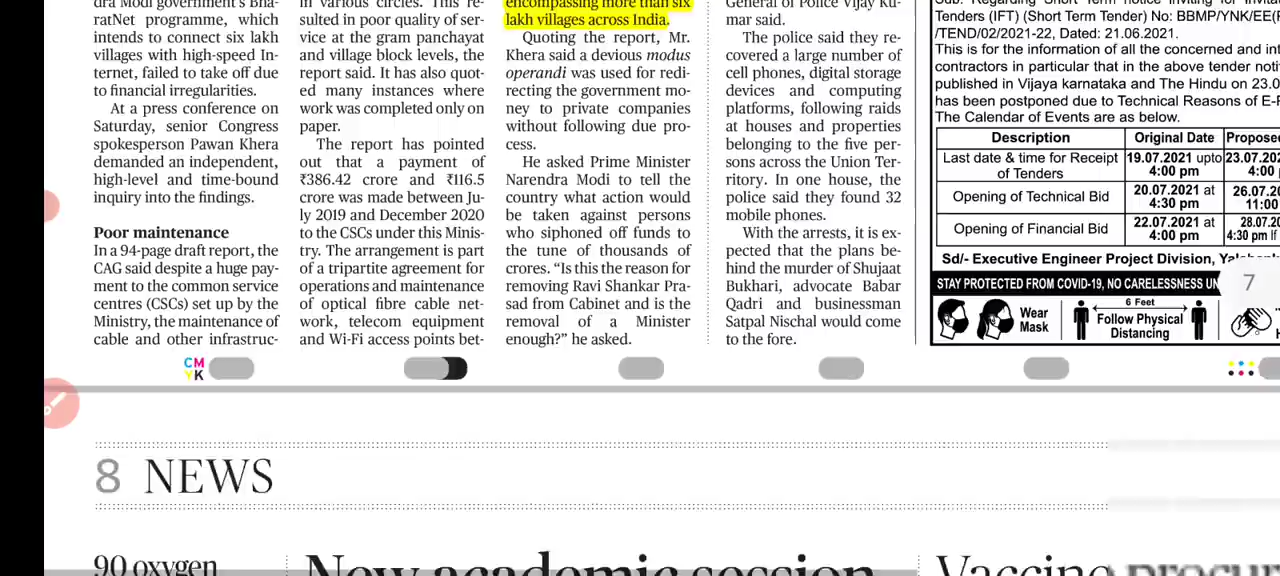 dra Modi government's Bha-
ratNet programme, which
intends to connect six lakh
villages with high-speed In-
ternet, failed to take off due
to financial irregularities.
At a press conference on
Saturday, senior Congress
spokesperson Pawan Khera
demanded an independent,
high-level and time-bound
inquiry into the findings.
Poor maintenance
In a 94-page draft report, the
CAG said despite a huge pay-
ment to the common service
centres (CSCs) set up by the
Ministry, the maintenance of
cable and other infrastruc-
in various circles. This re-
sulted in poor quality of ser-
vice at the gram panchayat
and village block levels, the
report said. It has also quot-
ed many instances where
work was completed only on
paper.
The report has pointed
out that a payment of
₹386.42 crore and ₹116.5
crore was made between Ju-
ly 2019 and December 2020
to the CSCs under this Minis-
try. The arrangement is part
of a tripartite agreement for
operations and maintenance
of optical fibre cable net-
work, telecom equipment
and Wi-Fi access points bet-
encompassing more than six
lakh villages across India.
Quoting the report, Mr.
Khera said a devious modus
operandi was used for redi-
recting the government mo-
ney to private companies
without following due pro-
cess.
He asked Prime Minister
Narendra Modi to tell the
country what action would
be taken against persons
who siphoned off funds to
the tune of thousands of
crores. “Is this the reason for
removing Ravi Shankar Pra-
sad from Cabinet and is the
removal of a Minister
enough?” he asked.
General of Police Vijay Ku-
mar said.
The police said they re-
covered a large number of
cell phones, digital storage
devices and computing
platforms, following raids
at houses and properties
belonging to the five per-
sons across the Union Ter-
ritory. In one house, the
police said they found 32
mobile phones.
With the arrests, it is ex-
pected that the plans be-
hind the murder of Shujaat
Bukhari, advocate Babar
Qadri and businessman
Satpal Nischal would come
to the fore.
Sub: Regarding Short Term notice Inviting for
Tenders (IFT) (Short Term Tender) No: BBMP/YNK/EE(
/TEND/02/2021-22, Dated: 21.06.2021.
This is for the information of all the concerned and
contractors in particular that in the above tender
published in Vijaya karnataka and The Hindu on
has been postponed due to Technical Reasons of
The Calendar of Events are as below.
Description Original Date
Last date & time for Receipt of Tenders 19.07.2021 upto 4:00 pm
Opening of Technical Bid 20.07.2021 at 4:30 pm
Opening of Financial Bid 22.07.2021 at 4:00 pm 4:30 pm If
Sd/- Executive Engineer Project Division,
STAY PROTECTED FROM COVID-19, NO CARELESSNESS
7
Wear
Mask
6 Feet
Follow Physical
Distancing
CM
YK
8 NEWS
90 oxygen
New academic session
Vaccine